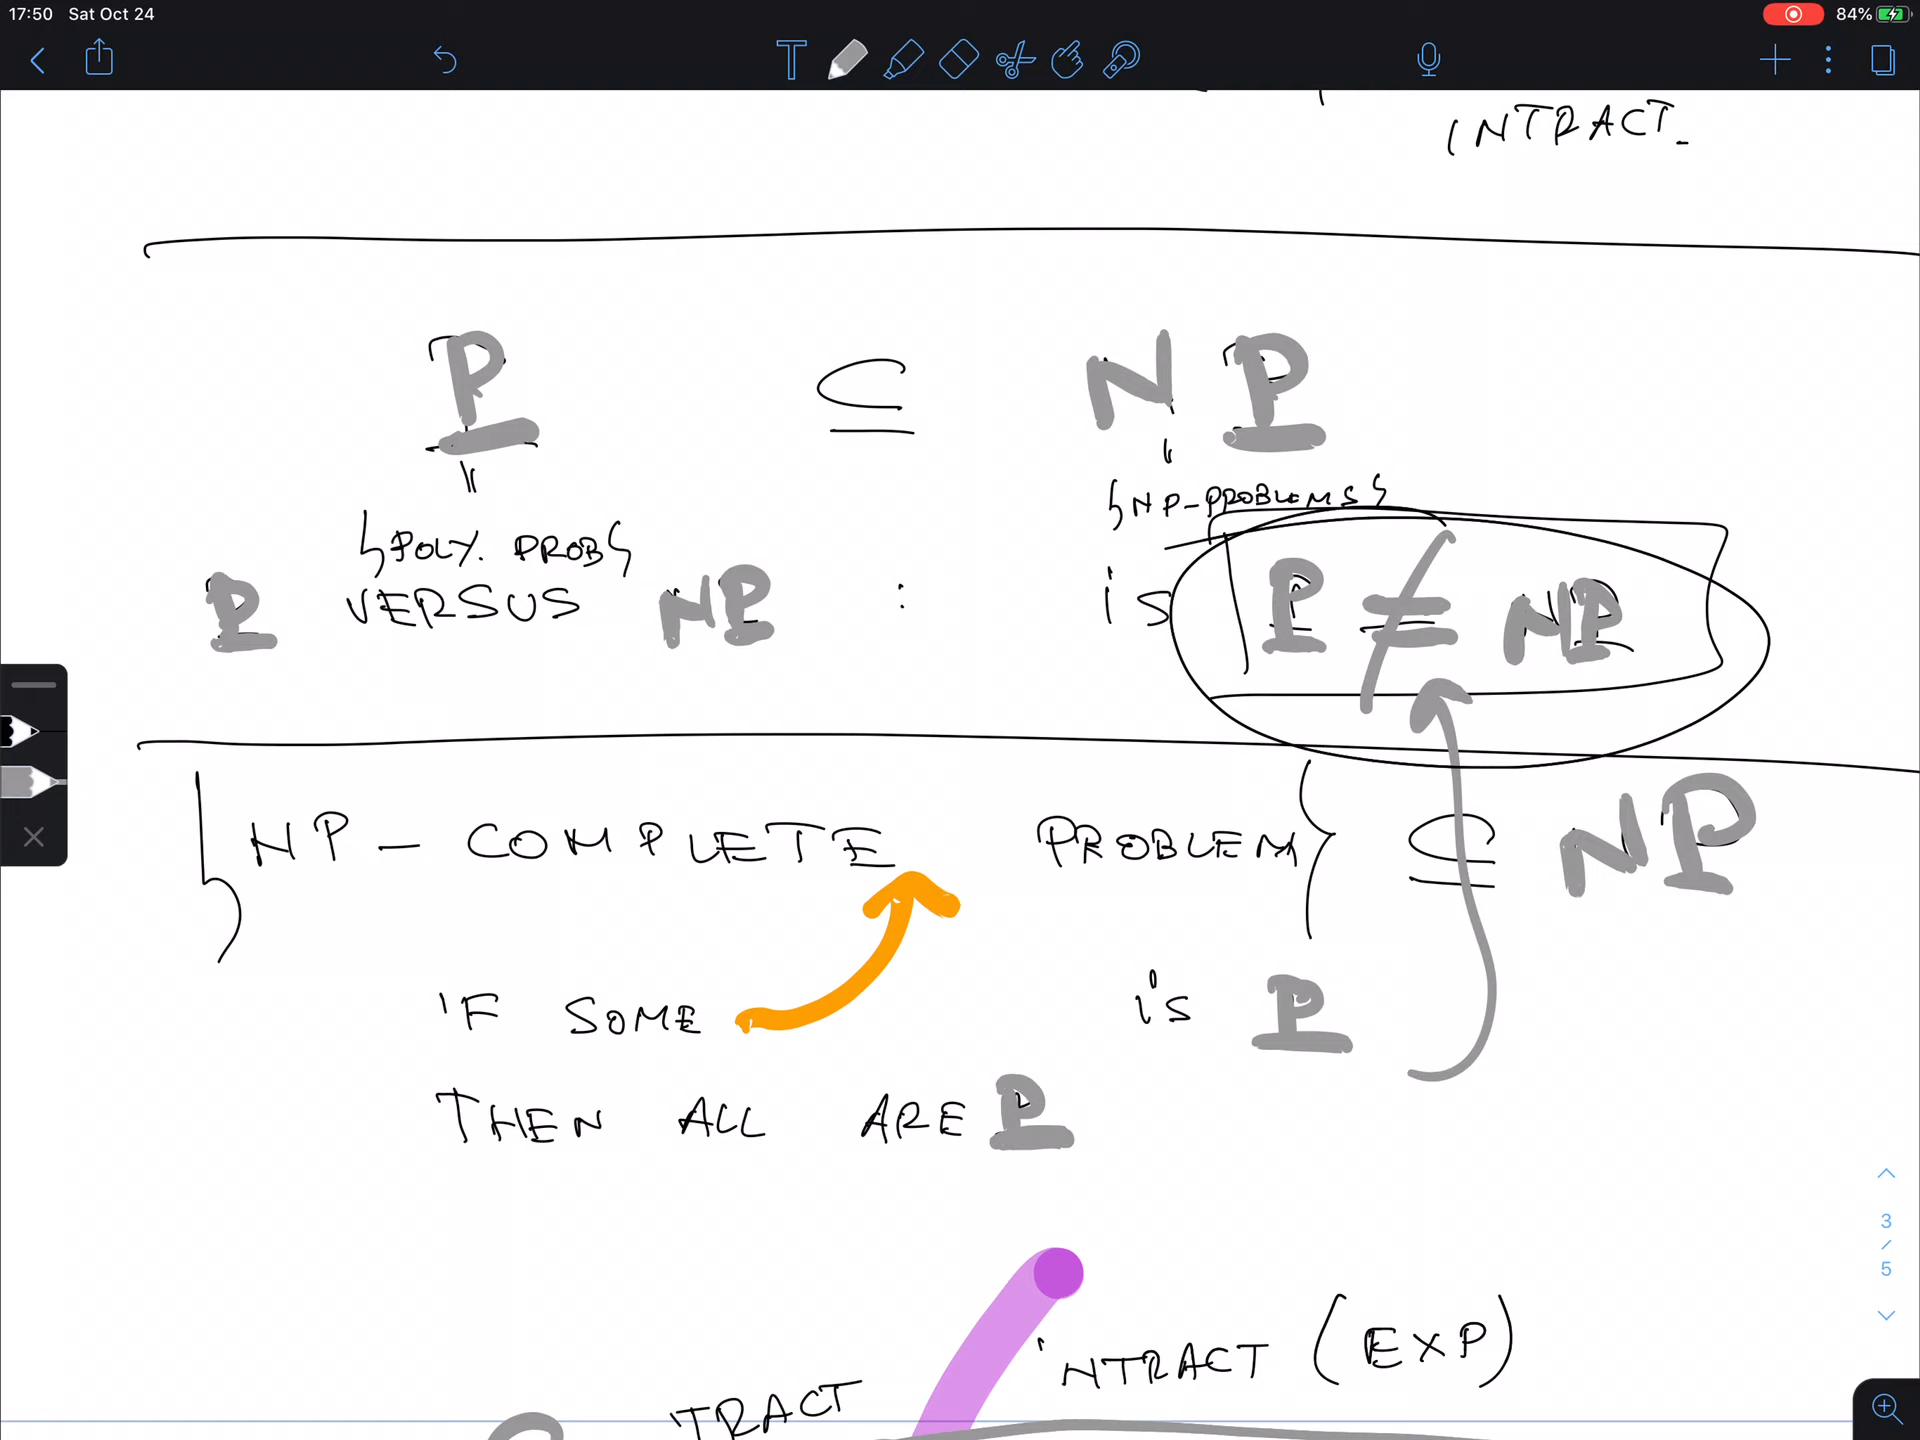 17:50 Sat Oct 24
84%
INTRACT.
P ⊆ NP
{POLY. PROB}
{NP-PROBLEMS}
P VERSUS NP : is P ≠ NP
{NP-COMPLETE PROBLEM} ⊆ NP
IF SOME is P
THEN ALL ARE P
3
/
5
INTRACT (EXP)
TRACT